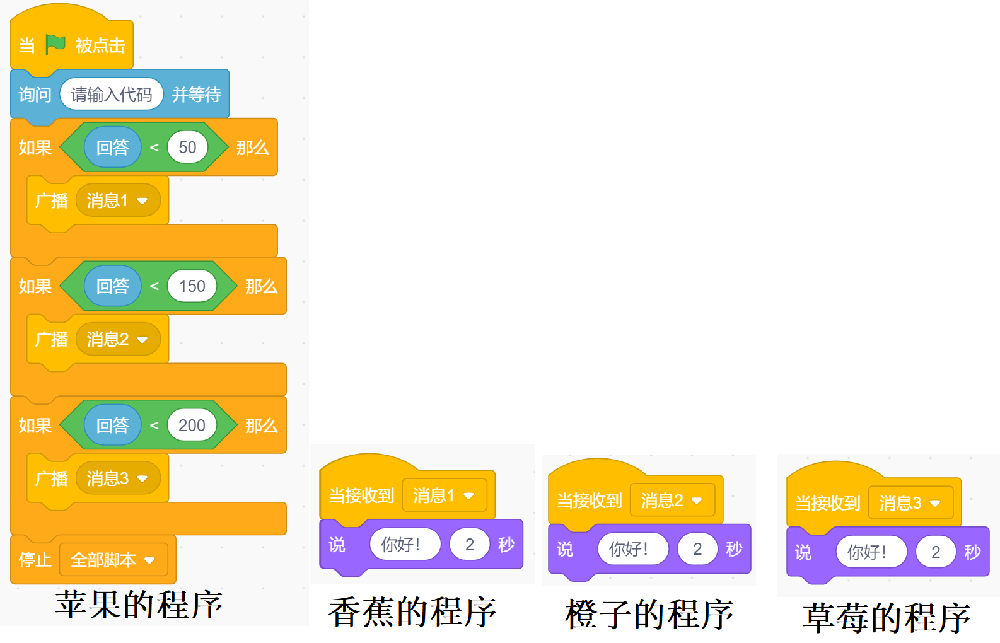 当 被点击
询问 请输入代码 并等待
如果 回答 < 50 那么
广播 消息1
如果 回答 < 150 那么
广播 消息2
如果 回答 < 200 那么
广播 消息3
停止 全部脚本
苹果的程序
当接收到 消息1
说 你好！ 2 秒
香蕉的程序
当接收到 消息2
说 你好！ 2 秒
橙子的程序
当接收到 消息3
说 你好！ 2 秒
草莓的程序